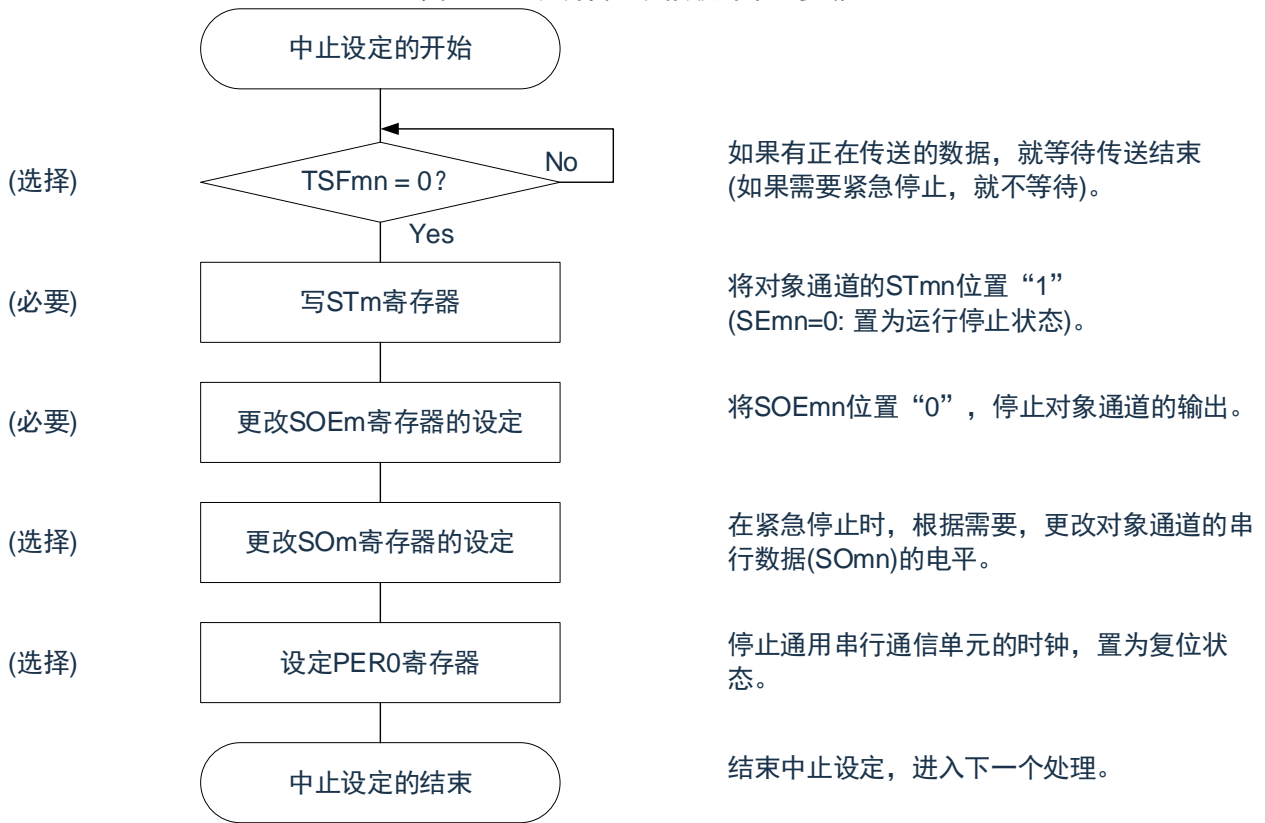 中止设定的开始
(选择)
TSFmn = 0?
No
Yes
如果有正在传送的数据，就等待传送结束
(如果需要紧急停止，就不等待)。
(必要)
写STm寄存器
将对象通道的STmn位置“1”
(SEmn=0: 置为运行停止状态)。
(必要)
更改SOEm寄存器的设定
将SOEmn位置“0”，停止对象通道的输出。
(选择)
更改SOm寄存器的设定
在紧急停止时，根据需要，更改对象通道的串
行数据(SOmn)的电平。
(选择)
设定PER0寄存器
停止通用串行通信单元的时钟，置为复位状
态。
中止设定的结束
结束中止设定，进入下一个处理。